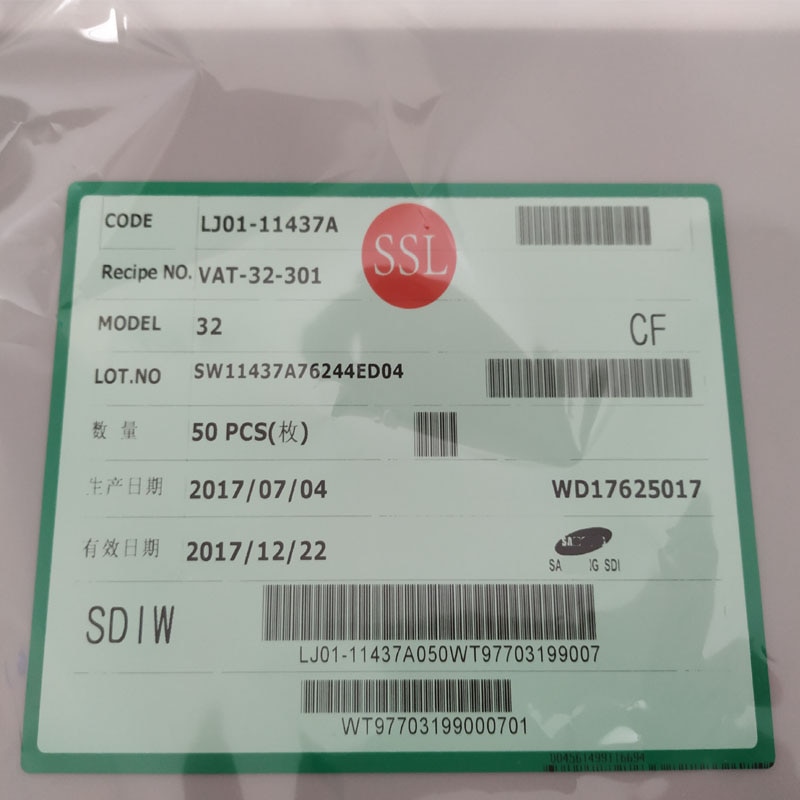 CODE LJ01-11437A
SSL
Recipe NO. VAT-32-301
MODEL 32
CF
LOT.NO SW11437A76244ED04
数量 50 PCS(枚)
生产日期 2017/07/04 WD17625017
有效日期 2017/12/22
SDIW
LJ01-11437A050WT97703199007
WT97703199000701